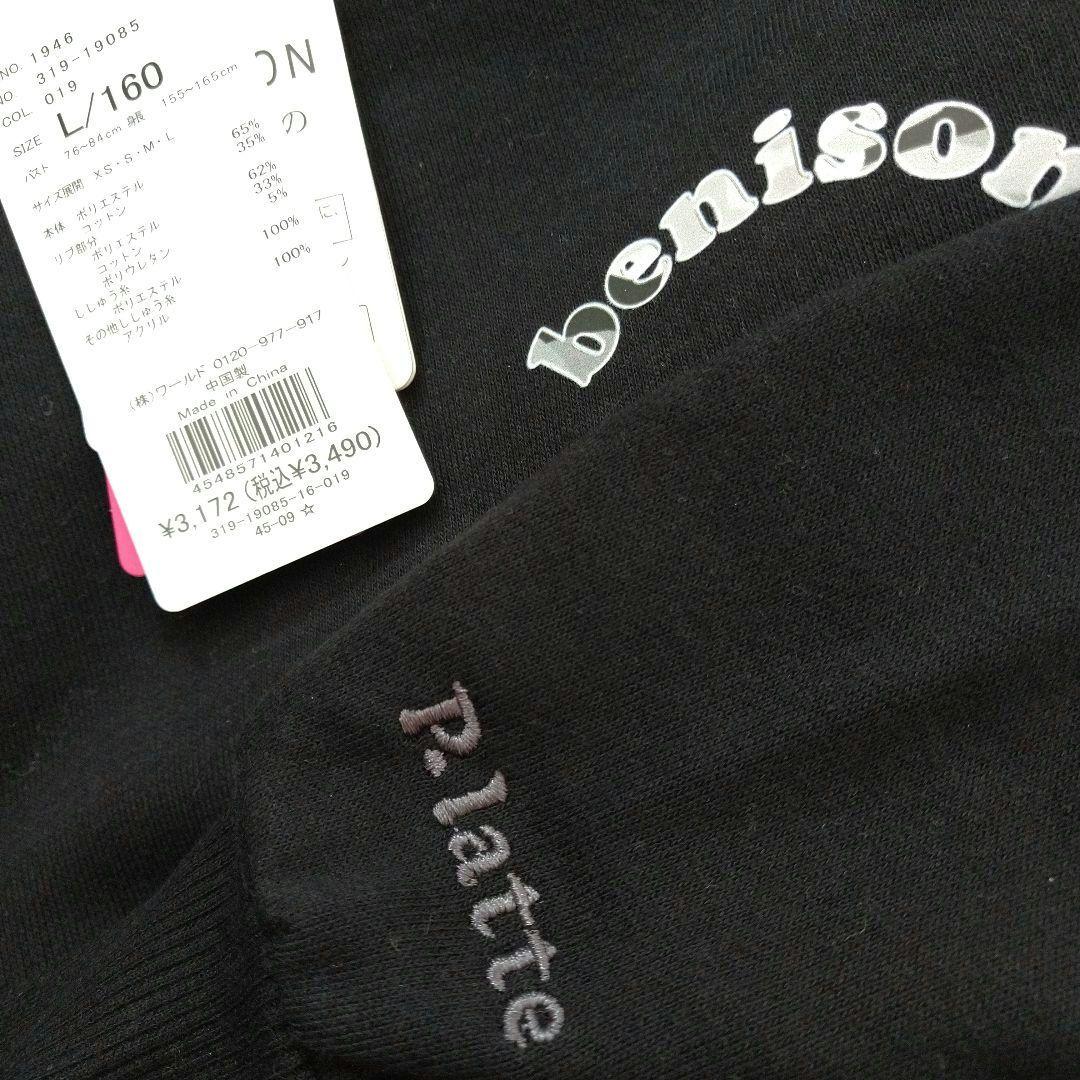 NO. 1946
NO 319-19085
COL. 019
SIZE L/160
バスト 76~84cm 身長 155~165cm
サイズ展開 XS・S・M・L
本体 ポリエステル 65%
コットン 35%
リブ部分
ポリエステル 62%
コットン 33%
ポリウレタン 5%
ししゅう糸
ポリエステル 100%
その他ししゅう糸
アクリル 100%
(株)ワールド 0120-977-917
中国製
Made in China
4548571401216
¥3,172 (税込¥3,490)
319-19085-16-019
45-09 ☆
N
の
に、
benison
P.latte